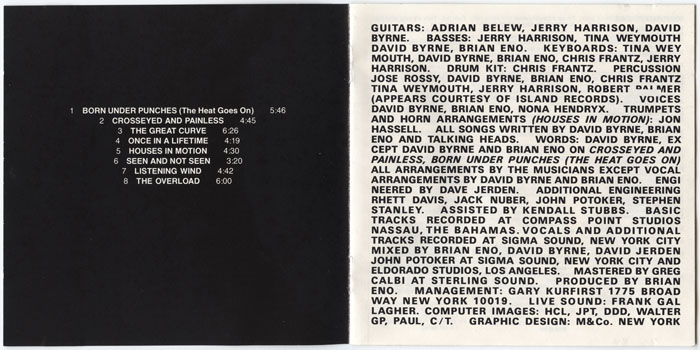 1 BORN UNDER PUNCHES (The Heat Goes On) 5:46
2 CROSSEYED AND PAINLESS 4:45
3 THE GREAT CURVE 6:26
4 ONCE IN A LIFETIME 4:19
5 HOUSES IN MOTION 4:30
6 SEEN AND NOT SEEN 3:20
7 LISTENING WIND 4:42
8 THE OVERLOAD 6:00
GUITARS: ADRIAN BELEW, JERRY HARRISON, DAVID
BYRNE. BASSES: JERRY HARRISON, TINA WEYMOUTH
DAVID BYRNE, BRIAN ENO. KEYBOARDS: TINA WEY
MOUTH, DAVID BYRNE, BRIAN ENO, CHRIS FRANTZ, JERRY
HARRISON. DRUM KIT: CHRIS FRANTZ. PERCUSSION
JOSE ROSSY, DAVID BYRNE, BRIAN ENO, CHRIS FRANTZ
TINA WEYMOUTH, JERRY HARRISON, ROBERT PALMER
(APPEARS COURTESY OF ISLAND RECORDS). VOICES
DAVID BYRNE, BRIAN ENO, NONA HENDRYX. TRUMPETS
AND HORN ARRANGEMENTS (HOUSES IN MOTION): JON
HASSELL. ALL SONGS WRITTEN BY DAVID BYRNE, BRIAN
ENO AND TALKING HEADS. WORDS: DAVID BYRNE, EX
CEPT DAVID BYRNE AND BRIAN ENO ON CROSSEYED AND
PAINLESS, BORN UNDER PUNCHES (THE HEAT GOES ON)
ALL ARRANGEMENTS BY THE MUSICIANS EXCEPT VOCAL
ARRANGEMENTS BY DAVID BYRNE AND BRIAN ENO. ENGI
NEERED BY DAVE JERDEN. ADDITIONAL ENGINEERING
RHETT DAVIS, JACK NUBER, JOHN POTOKER, STEPHEN
STANLEY. ASSISTED BY KENDALL STUBBS. BASIC
TRACKS RECORDED AT COMPASS POINT STUDIOS
NASSAU, THE BAHAMAS. VOCALS AND ADDITIONAL
TRACKS RECORDED AT SIGMA SOUND, NEW YORK CITY
MIXED BY BRIAN ENO, DAVID BYRNE, DAVID JERDEN
JOHN POTOKER AT SIGMA SOUND, NEW YORK CITY AND
ELDORADO STUDIOS, LOS ANGELES. MASTERED BY GREG
CALBI AT STERLING SOUND. PRODUCED BY BRIAN
ENO. MANAGEMENT: GARY KURFIRST 1775 BROAD
WAY NEW YORK 10019. LIVE SOUND: FRANK GAL
LAGHER. COMPUTER IMAGES: HCL, JPT, DDD, WALTER
GP, PAUL, C/T. GRAPHIC DESIGN: M&Co. NEW YORK